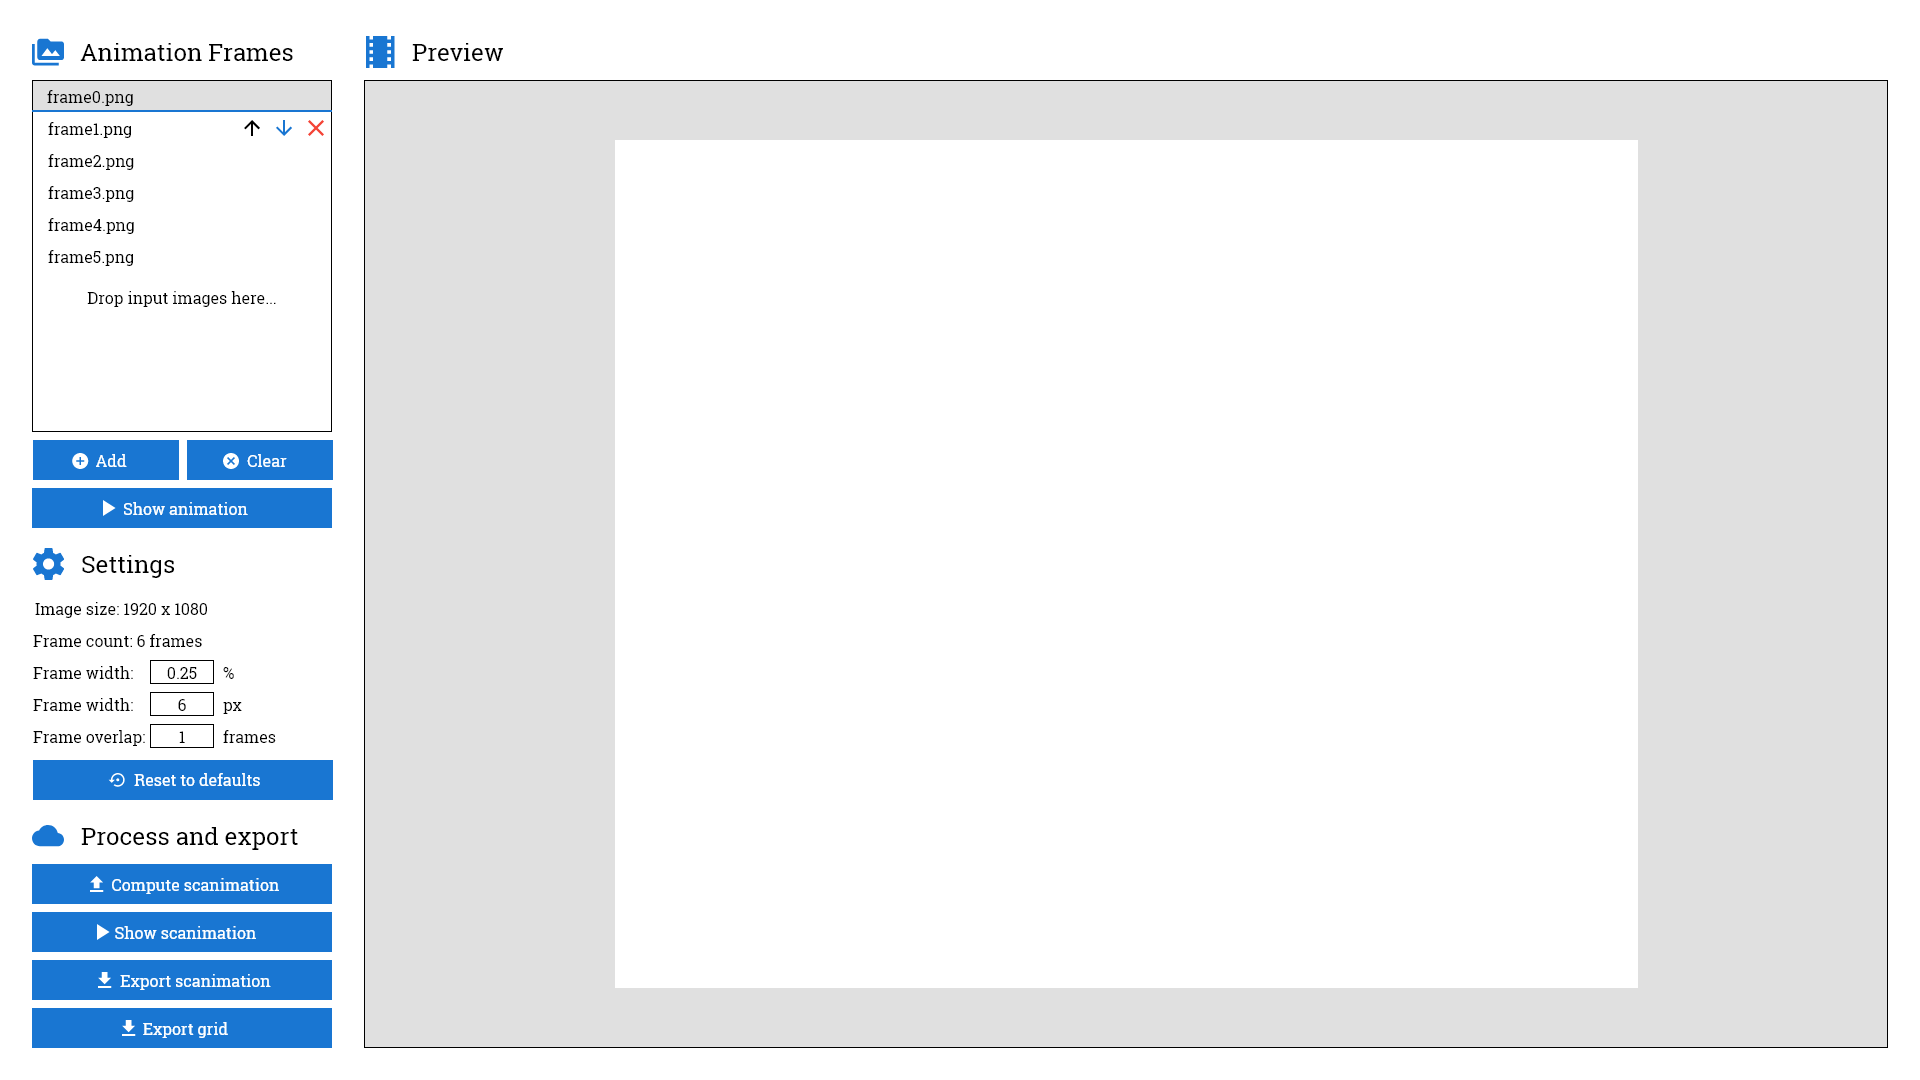 Animation Frames
frame0.png
frame1.png
frame2.png
frame3.png
frame4.png
frame5.png
Drop input images here...
Add
Clear
Show animation
Settings
Image size: 1920 x 1080
Frame count: 6 frames
Frame width: 0.25 %
Frame width: 6 px
Frame overlap: 1 frames
Reset to defaults
Process and export
Compute scanimation
Show scanimation
Export scanimation
Export grid
Preview